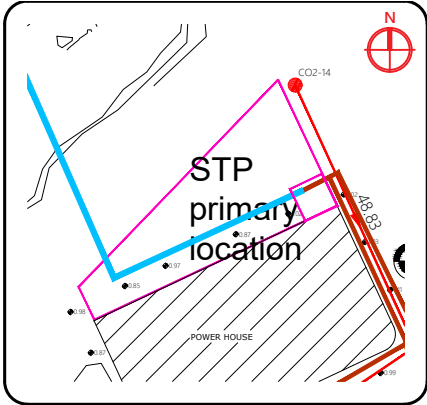 N
CO2-14
STP
primary
location
48.83
0.87
0.97
0.85
0.98
0.87
POWER HOUSE
0.99